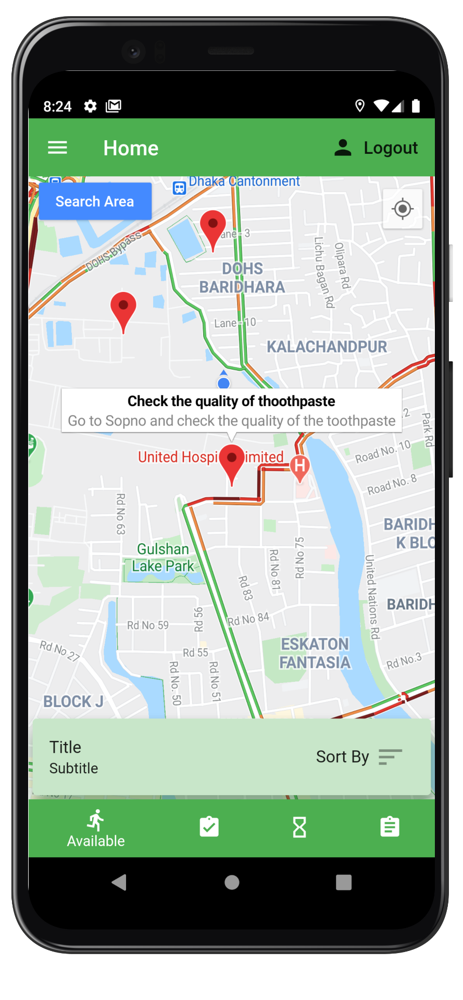 8:24
Home
Logout
Dhaka Cantonment
Search Area
Lane - 3
DOHS Bypass
DOHS
BARIDHARA
Lichu Bagan Rd
Olipara Rd
Lane - 10
KALACHANDPUR
Check the quality of thoothpaste
Go to Sopno and check the quality of the toothpaste
Park Rd
United Hospi imited
H
Road No. 10
Road No. 8
Rd No 63
BARIDH
K BLO
Gulshan
Lake Park
Rd No 75
Rd No 81
Rd 83
United Nations Rd
BARIDH
Rd No 84
Rd 56
Rd No 59
Rd No 27
Rd 55
ESKATON
FANTASIA
Rd No.3
Rd No. 50
Rd No 51
BLOCK J
Title
Subtitle
Sort By
Available